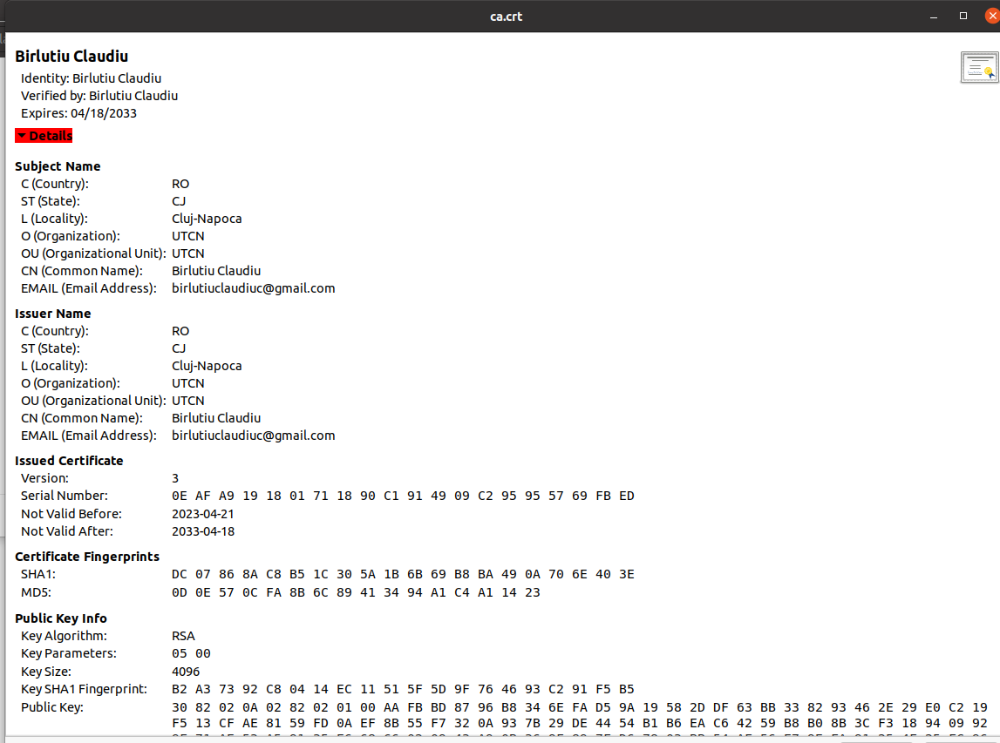 ca.crt
Birlutiu Claudiu
Identity: Birlutiu Claudiu
Verified by: Birlutiu Claudiu
Expires: 04/18/2033
Details
Subject Name
C (Country): RO
ST (State): CJ
L (Locality): Cluj-Napoca
O (Organization): UTCN
OU (Organizational Unit): UTCN
CN (Common Name): Birlutiu Claudiu
EMAIL (Email Address): birlutiuclaudiuc@gmail.com
Issuer Name
C (Country): RO
ST (State): CJ
L (Locality): Cluj-Napoca
O (Organization): UTCN
OU (Organizational Unit): UTCN
CN (Common Name): Birlutiu Claudiu
EMAIL (Email Address): birlutiuclaudiuc@gmail.com
Issued Certificate
Version: 3
Serial Number: 0E AF A9 19 18 01 71 18 90 C1 91 49 09 C2 95 95 57 69 FB ED
Not Valid Before: 2023-04-21
Not Valid After: 2033-04-18
Certificate Fingerprints
SHA1: DC 07 86 8A C8 B5 1C 30 5A 1B 6B 69 B8 BA 49 0A 70 6E 40 3E
MD5: 0D 0E 57 0C FA 8B 6C 89 41 34 94 A1 C4 A1 14 23
Public Key Info
Key Algorithm: RSA
Key Parameters: 05 00
Key Size: 4096
Key SHA1 Fingerprint: B2 A3 73 92 C8 04 14 EC 11 51 5F 5D 9F 76 46 93 C2 91 F5 B5
Public Key: 30 82 02 0A 02 82 02 01 00 AA FB BD 87 96 B8 34 6E FA D5 9A 19 58 2D DF 63 BB 33 82 93 46 2E 29 E0 C2 19
F5 13 CF AE 81 59 FD 0A EF 8B 55 F7 32 0A 93 7B 29 DE 44 54 B1 B6 EA C6 42 59 B8 B0 8B 3C F3 18 94 09 92